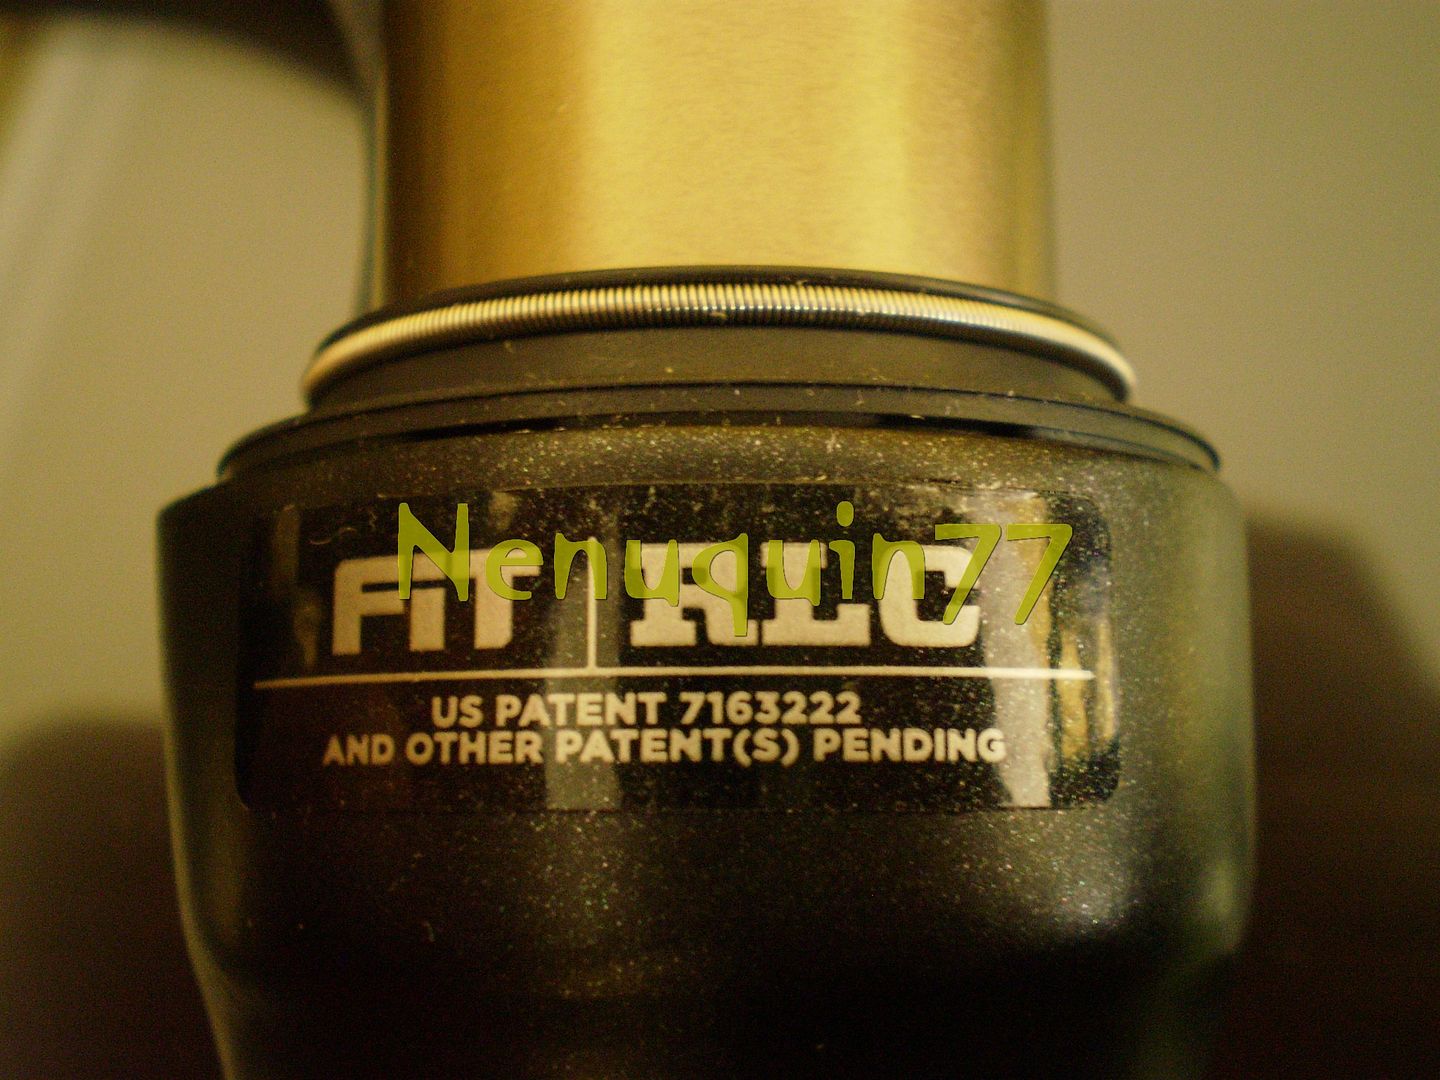 Nenuquin77
FiT | RLC
US PATENT 7163222
AND OTHER PATENT(S) PENDING